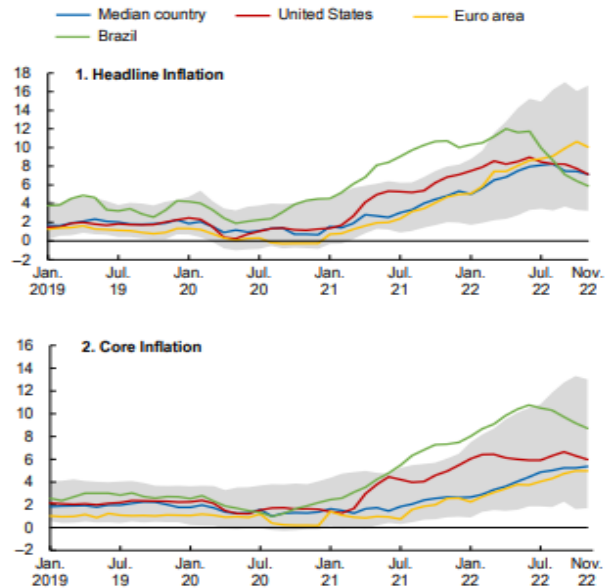 Median country United States Euro area
Brazil
1. Headline Inflation
18
16
14
12
10
8
6
4
2
0
–2
Jan. Jul. Jan. Jul. Jan. Jul. Jan. Jul. Nov.
2019 19 20 20 21 21 22 22 22
2. Core Inflation
16
14
12
10
8
6
4
2
0
–2
Jan. Jul. Jan. Jul. Jan. Jul. Jan. Jul. Nov.
2019 19 20 20 21 21 22 22 22